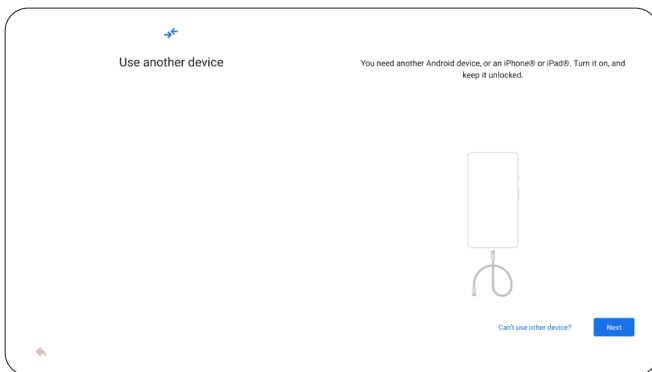 Use another device
You need another Android device, or an iPhone® or iPad®. Turn it on, and
keep it unlocked.
Can't use other device?
Next